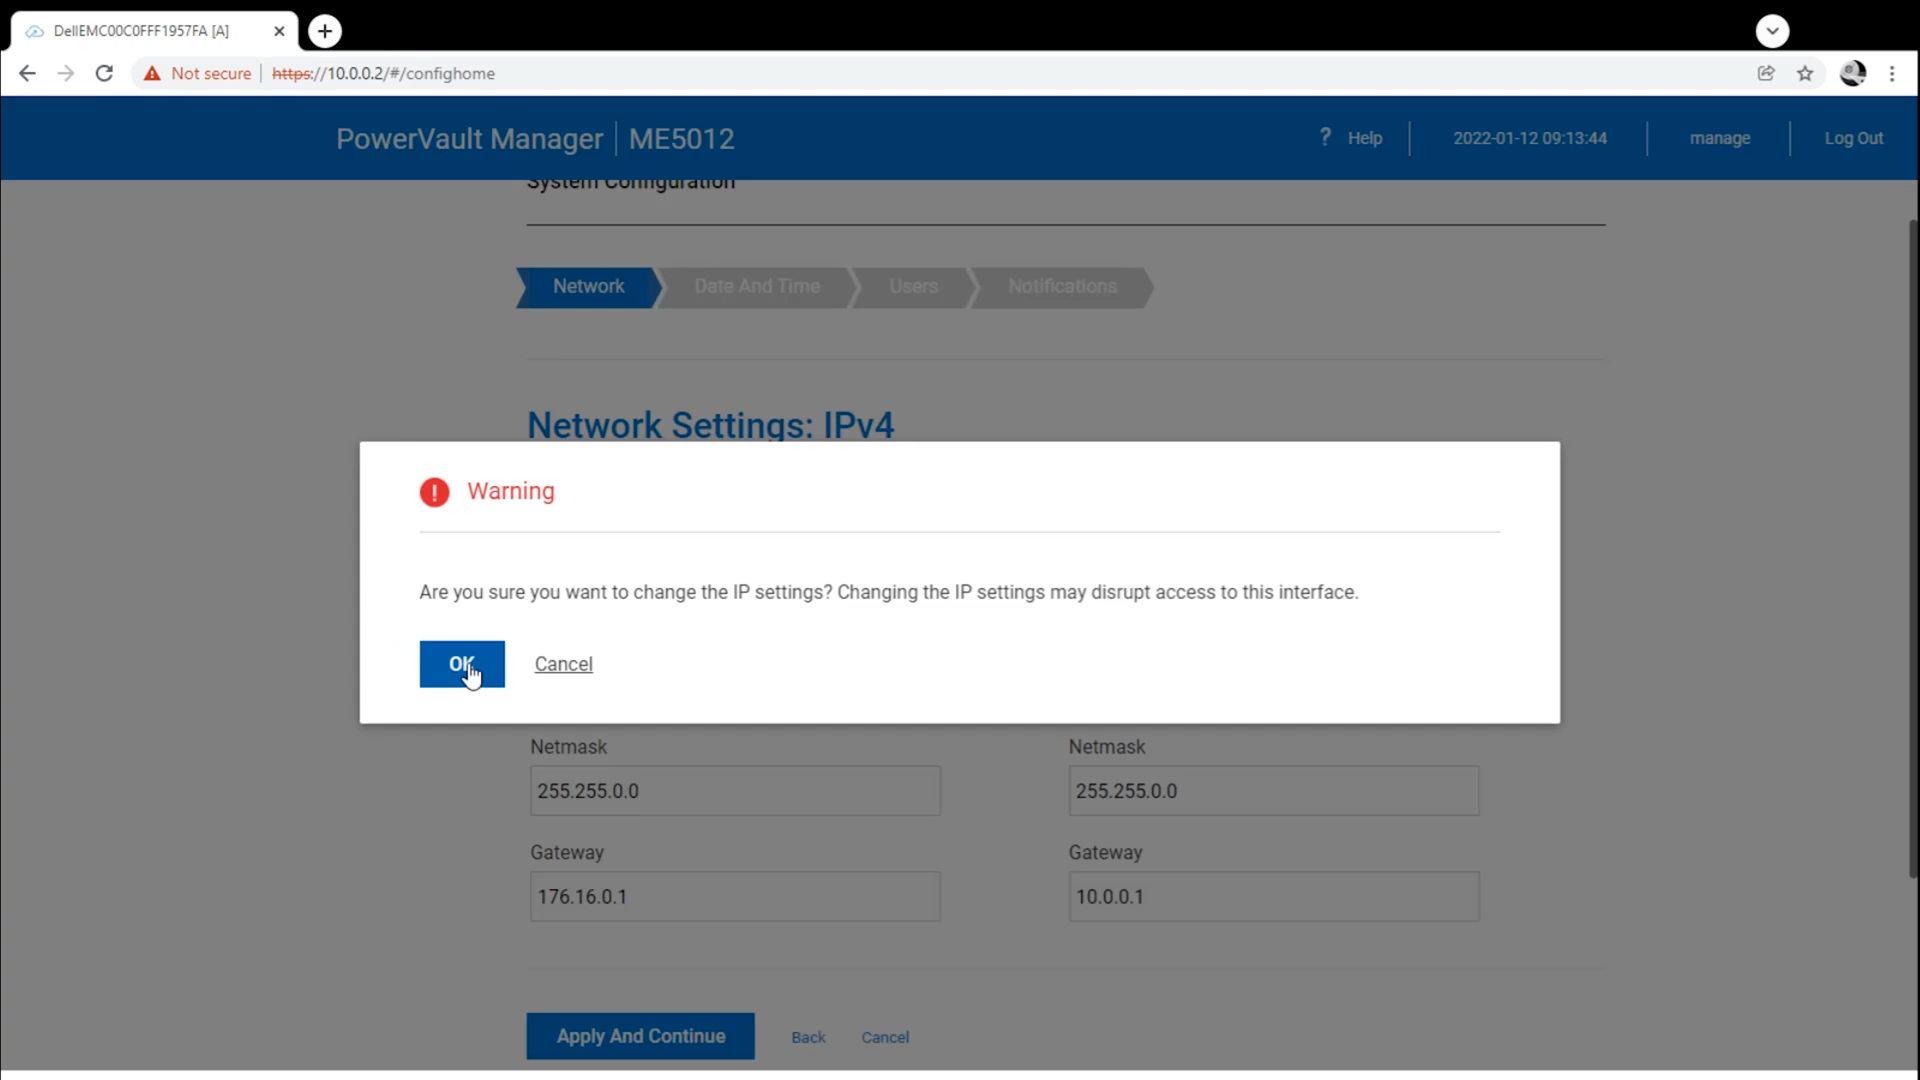 DellEMC00C0FFF1957FA [A]
Not secure
https://10.0.0.2/#/confighome
PowerVault Manager | ME5012
? Help
2022-01-12 09:13:44
manage
Log Out
System Configuration
Network
Date And Time
Users
Notifications
Network Settings: IPv4
! Warning
Are you sure you want to change the IP settings? Changing the IP settings may disrupt access to this interface.
OK
Cancel
Netmask
Netmask
255.255.0.0
255.255.0.0
Gateway
Gateway
176.16.0.1
10.0.0.1
Apply And Continue
Back
Cancel